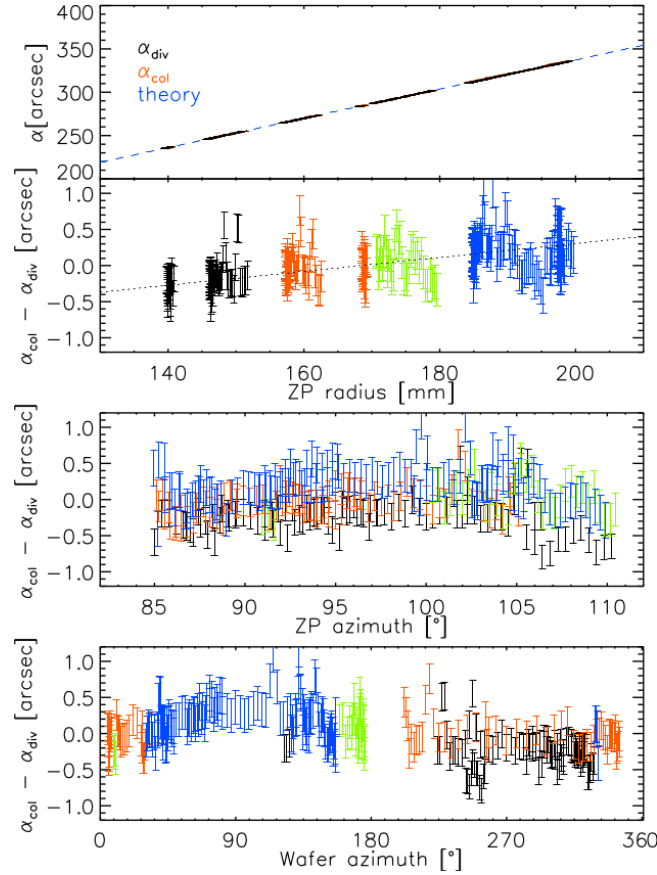 400
350
300
250
200
α[arcsec]
α_div
α_col
theory
1.0
0.5
0.0
−0.5
−1.0
α_col − α_div [arcsec]
140 160 180 200
ZP radius [mm]
1.0
0.5
0.0
−0.5
−1.0
α_col − α_div [arcsec]
85 90 95 100 105 110
ZP azimuth [°]
1.0
0.5
0.0
−0.5
−1.0
α_col − α_div [arcsec]
0 90 180 270 360
Wafer azimuth [°]